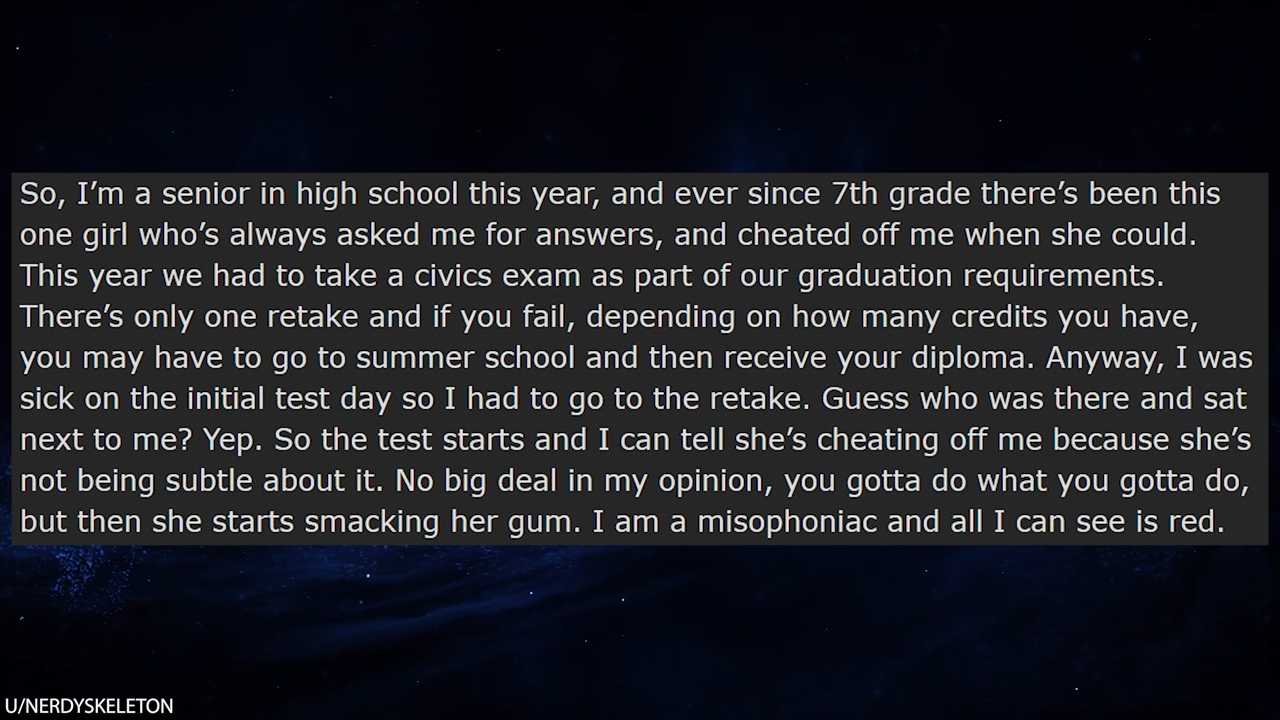 So, I’m a senior in high school this year, and ever since 7th grade there’s been this
one girl who’s always asked me for answers, and cheated off me when she could.
This year we had to take a civics exam as part of our graduation requirements.
There’s only one retake and if you fail, depending on how many credits you have,
you may have to go to summer school and then receive your diploma. Anyway, I was
sick on the initial test day so I had to go to the retake. Guess who was there and sat
next to me? Yep. So the test starts and I can tell she’s cheating off me because she’s
not being subtle about it. No big deal in my opinion, you gotta do what you gotta do,
but then she starts smacking her gum. I am a misophoniac and all I can see is red.
U/NERDYSKELETON